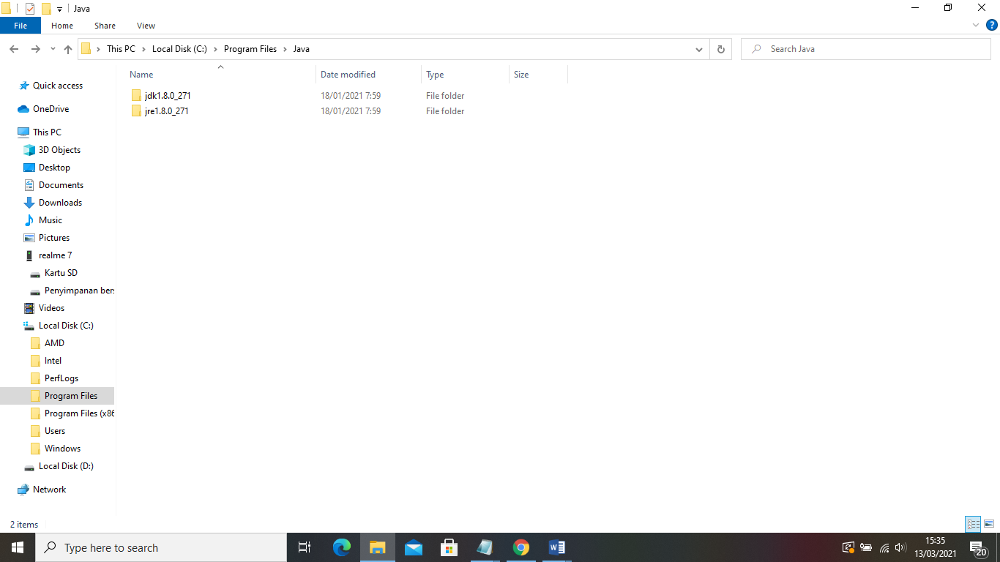 Java
File Home Share View
This PC Local Disk (C:) Program Files Java
Search Java
Name Date modified Type Size
jdk1.8.0_271 18/01/2021 7:59 File folder
jre1.8.0_271 18/01/2021 7:59 File folder
Quick access
OneDrive
This PC
3D Objects
Desktop
Documents
Downloads
Music
Pictures
realme 7
Kartu SD
Penyimpanan bers
Videos
Local Disk (C:)
AMD
Intel
PerfLogs
Program Files
Program Files (x86
Users
Windows
Local Disk (D:)
Network
2 items
Type here to search
15:35
13/03/2021
20